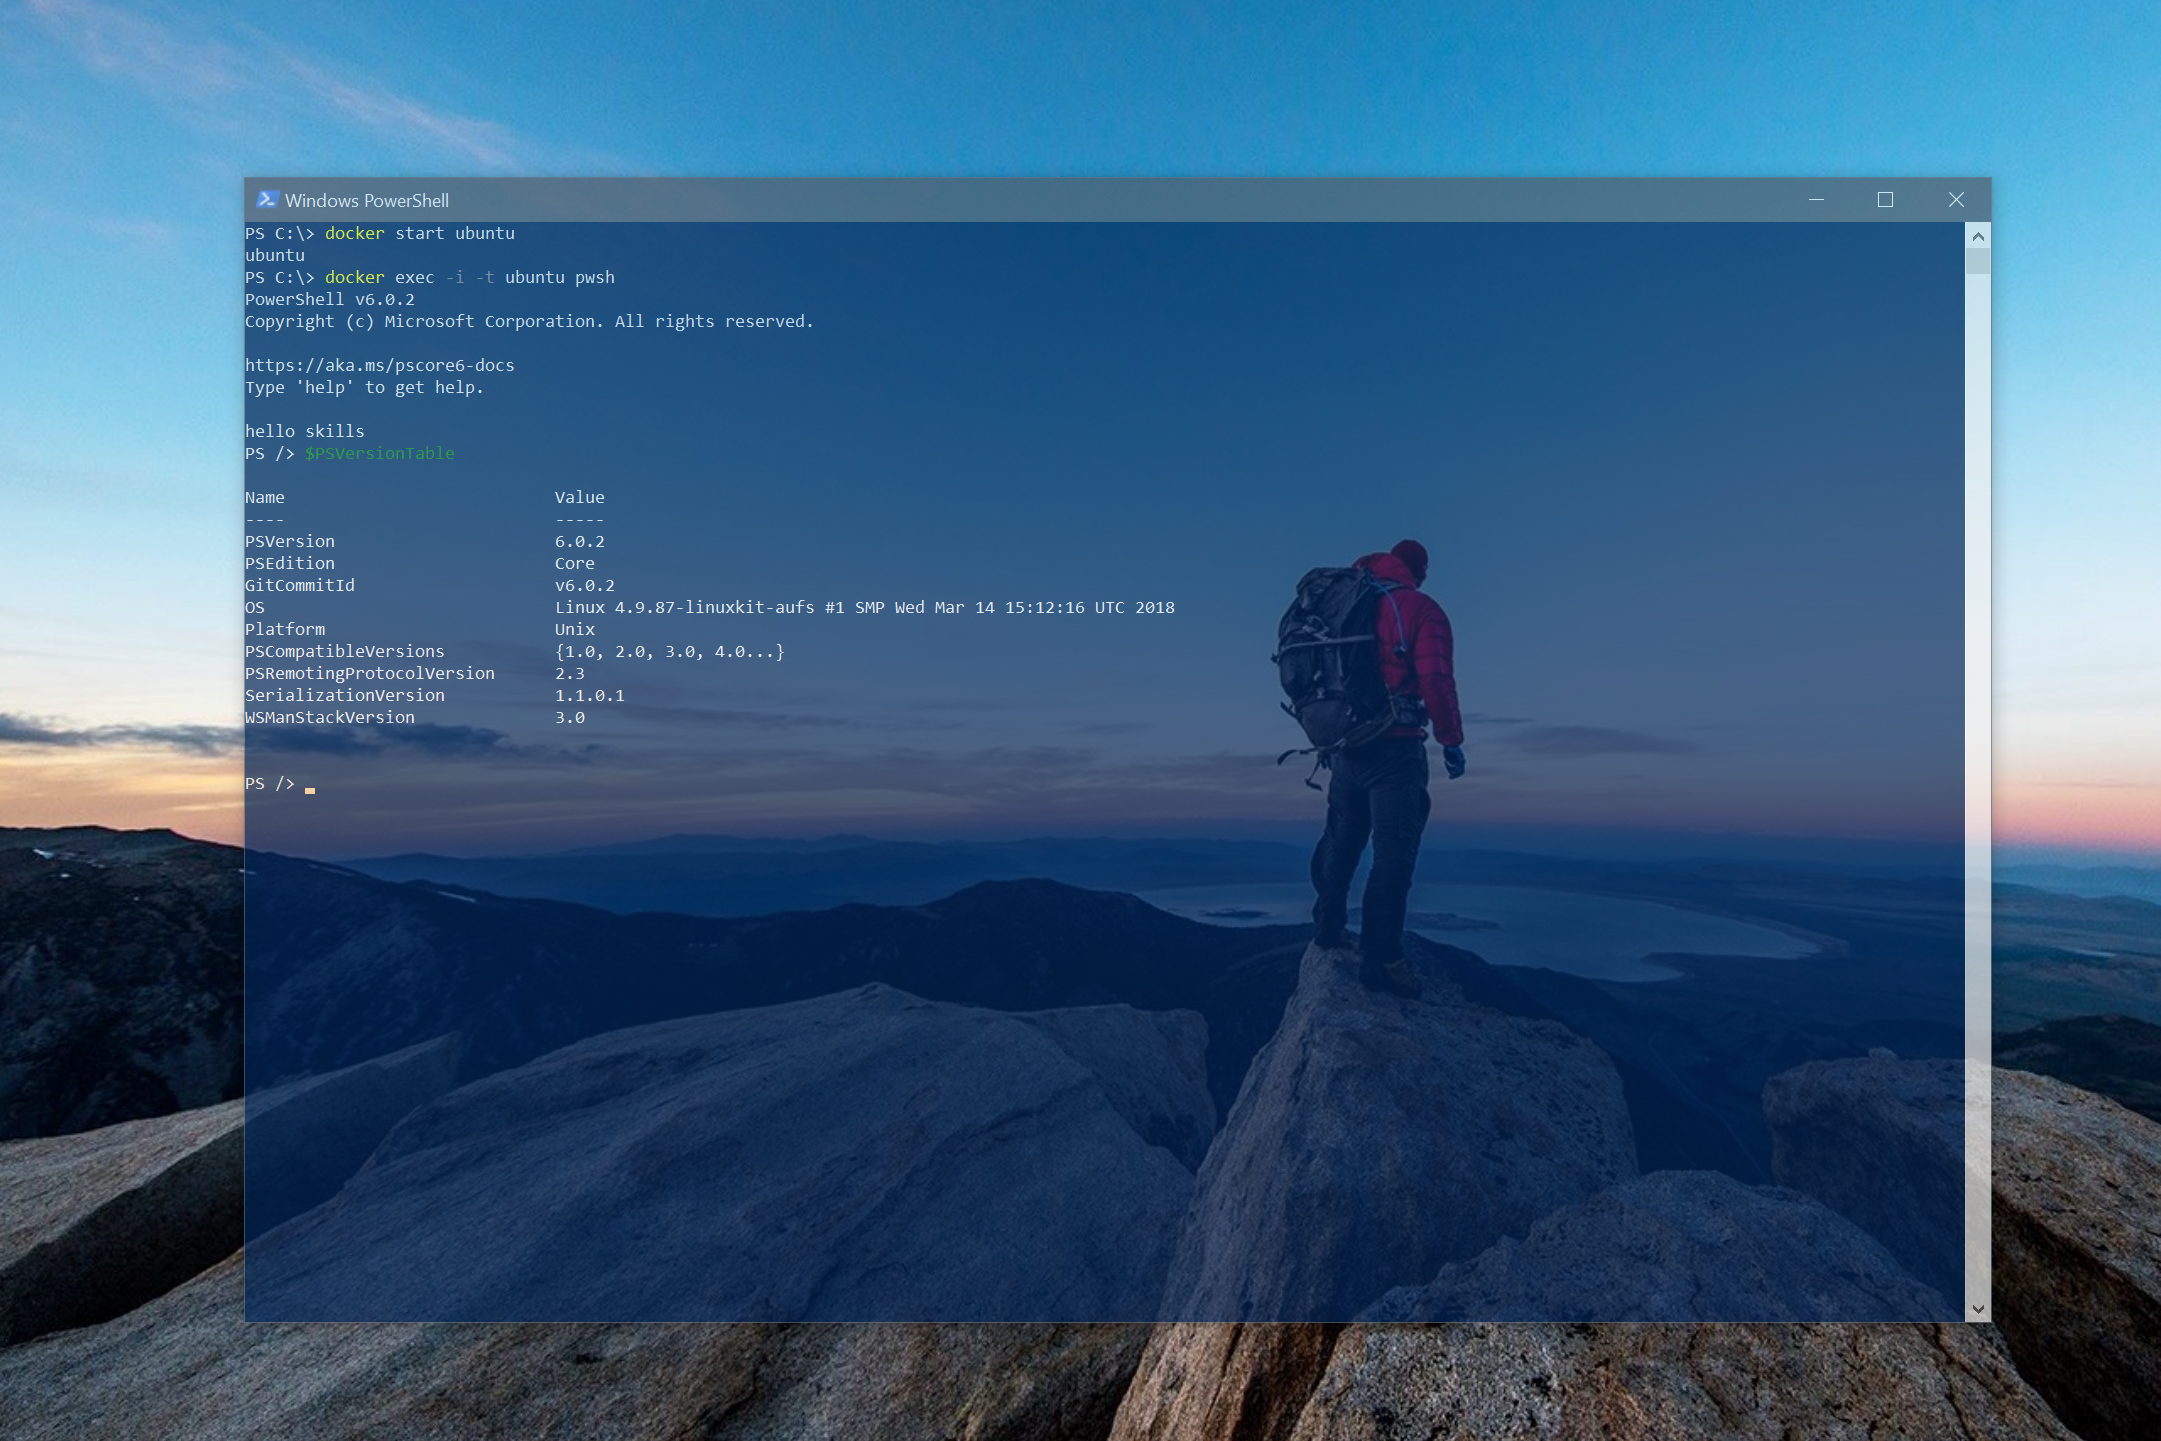 Windows PowerShell
PS C:\> docker start ubuntu
ubuntu
PS C:\> docker exec -i -t ubuntu pwsh
PowerShell v6.0.2
Copyright (c) Microsoft Corporation. All rights reserved.
https://aka.ms/pscore6-docs
Type 'help' to get help.
hello skills
PS /> $PSVersionTable
Name                           Value
----                           -----
PSVersion                      6.0.2
PSEdition                      Core
GitCommitId                    v6.0.2
OS                             Linux 4.9.87-linuxkit-aufs #1 SMP Wed Mar 14 15:12:16 UTC 2018
Platform                       Unix
PSCompatibleVersions           {1.0, 2.0, 3.0, 4.0...}
PSRemotingProtocolVersion      2.3
SerializationVersion           1.1.0.1
WSManStackVersion              3.0
PS />